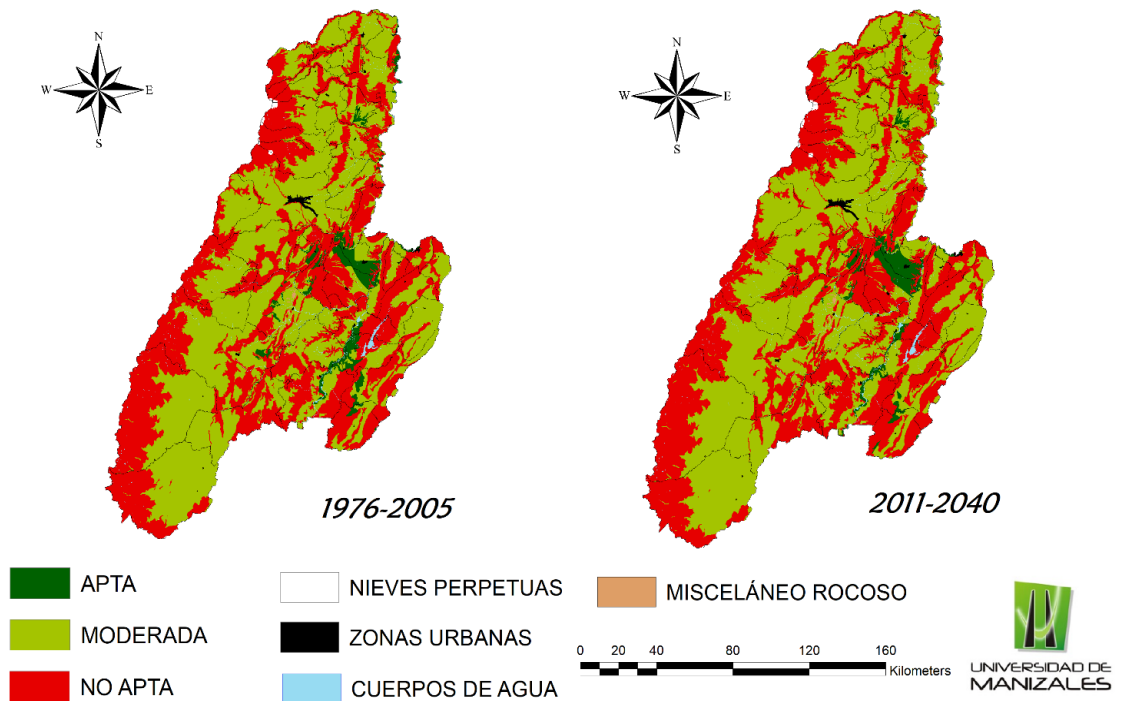 N
W E
S
N
W E
S
1976-2005
2011-2040
APTA
MODERADA
NO APTA
NIEVES PERPETUAS
ZONAS URBANAS
CUERPOS DE AGUA
MISCELÁNEO ROCOSO
0 20 40 80 120 160
Kilometers
UNIVERSIDAD DE
MANIZALES